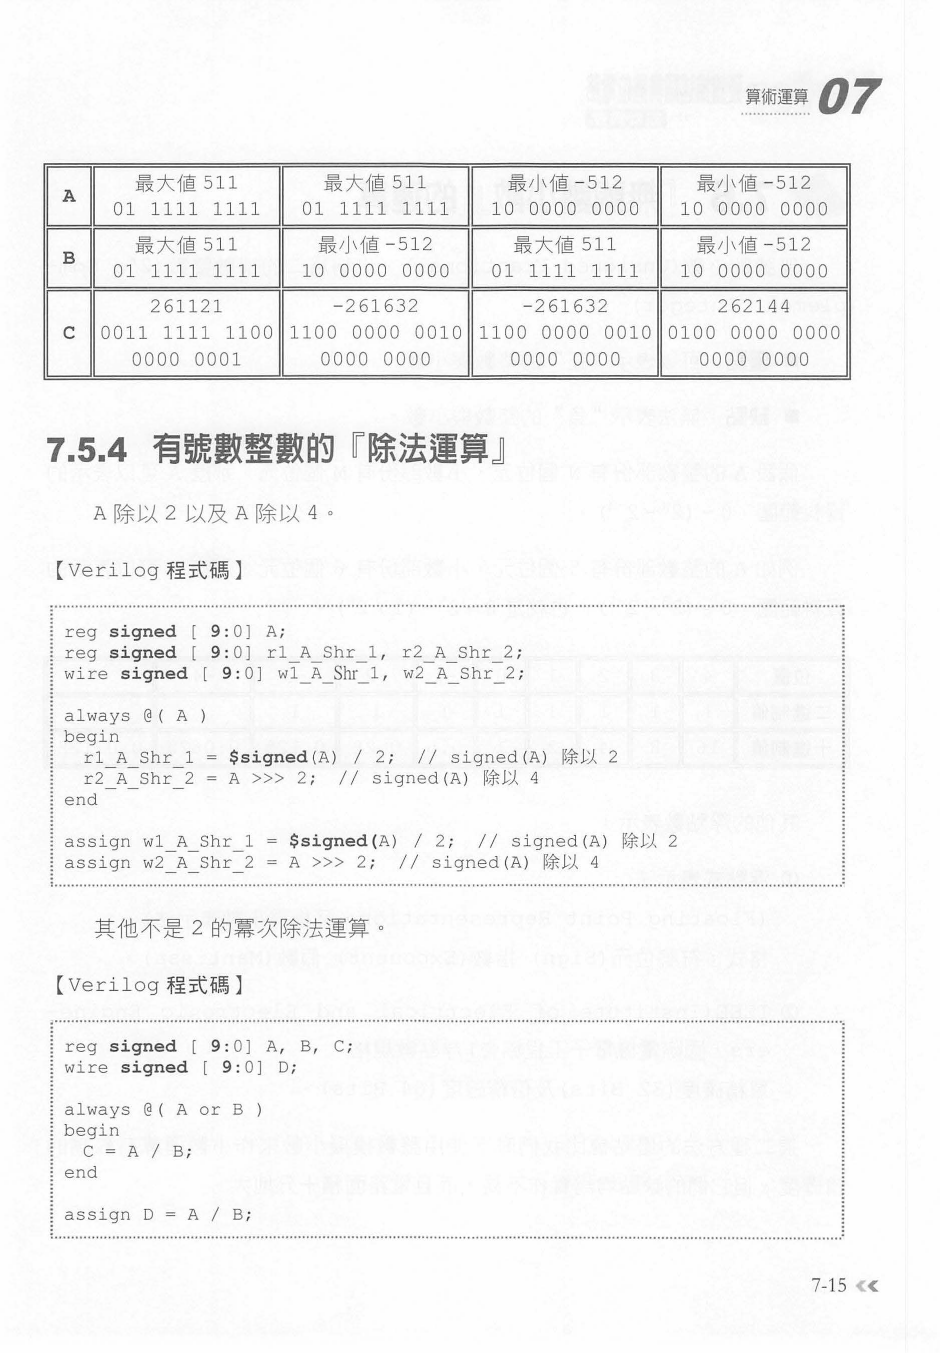 算術運算 07
A 最大值 511 最大值 511 最小值 -512 最小值 -512
01 1111 1111 01 1111 1111 10 0000 0000 10 0000 0000
B 最大值 511 最小值 -512 最大值 511 最小值 -512
01 1111 1111 10 0000 0000 01 1111 1111 10 0000 0000
C 261121 -261632 -261632 262144
0011 1111 1100 1100 0000 0010 1100 0000 0010 0100 0000 0000
0000 0001 0000 0000 0000 0000 0000 0000
7.5.4 有號數整數的『除法運算』
A 除以 2 以及 A 除以 4。
【Verilog 程式碼】
reg signed [ 9:0] A;
reg signed [ 9:0] r1_A_Shr_1, r2_A_Shr_2;
wire signed [ 9:0] w1_A_Shr_1, w2_A_Shr_2;
always @( A )
begin
r1_A_Shr_1 = $signed(A) / 2; // signed(A) 除以 2
r2_A_Shr_2 = A >>> 2; // signed(A) 除以 4
end
assign w1_A_Shr_1 = $signed(A) / 2; // signed(A) 除以 2
assign w2_A_Shr_2 = A >>> 2; // signed(A) 除以 4
其他不是 2 的冪次除法運算。
【Verilog 程式碼】
reg signed [ 9:0] A, B, C;
wire signed [ 9:0] D;
always @( A or B )
begin
C = A / B;
end
assign D = A / B;
7-15